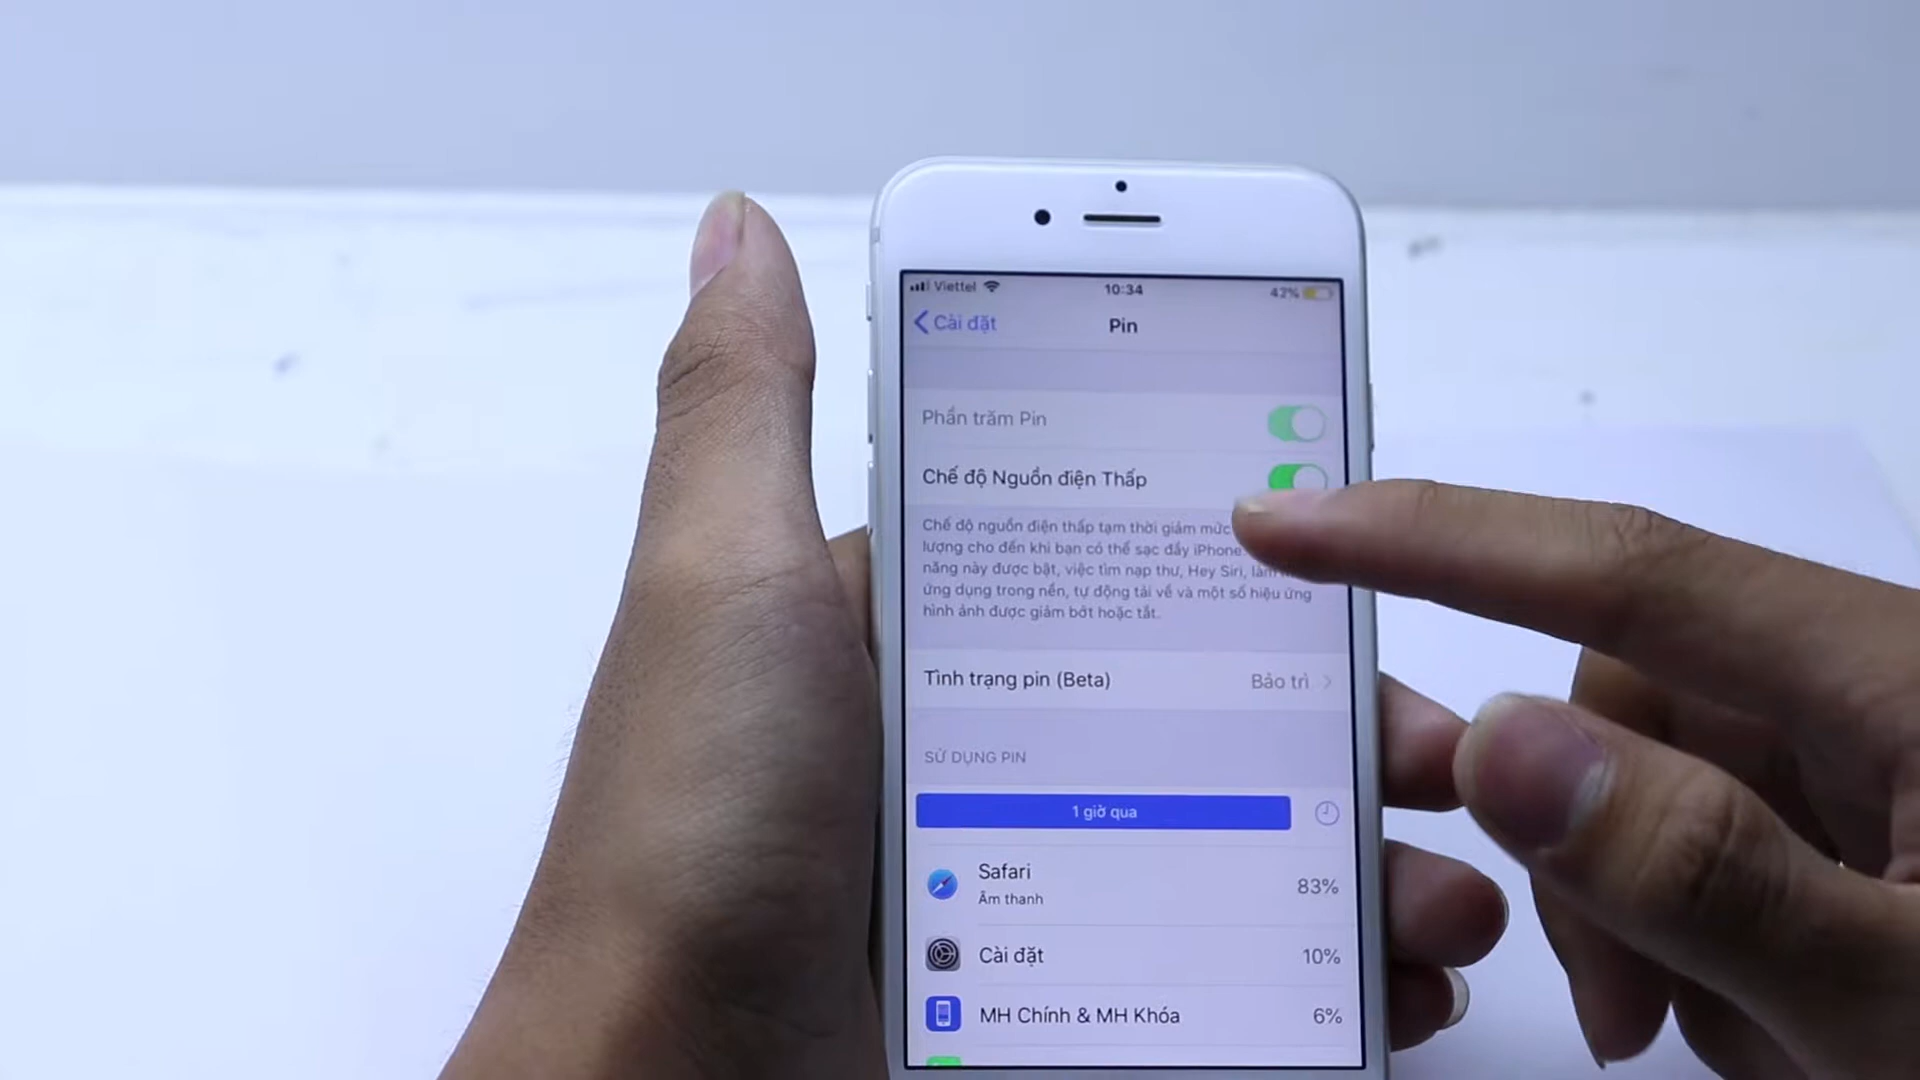 Viettel
10:34
42%
Cài đặt
Pin
Phần trăm Pin
Chế độ Nguồn điện Thấp
Chế độ nguồn điện thấp tạm thời giảm mức
lượng cho đến khi bạn có thể sạc đầy iPhone.
năng này được bật, việc tìm nạp thư, Hey Siri, làm
ứng dụng trong nền, tự động tải về và một số hiệu ứng
hình ảnh được giảm bớt hoặc tắt.
Tình trạng pin (Beta)
Bảo trì
SỬ DỤNG PIN
1 giờ qua
Safari
Âm thanh
83%
Cài đặt
10%
MH Chính & MH Khóa
6%